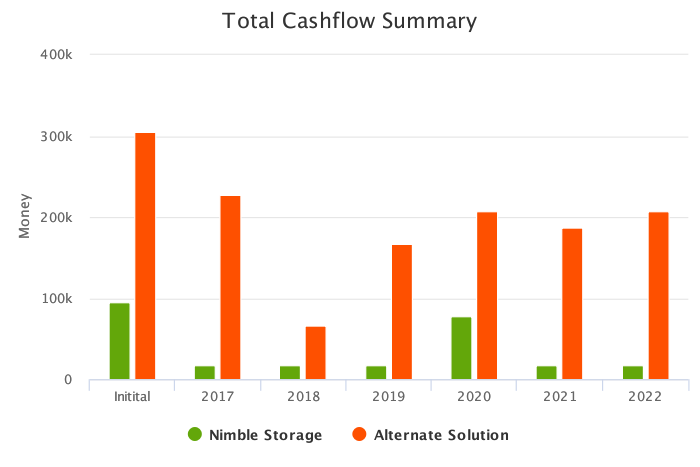 Total Cashflow Summary
400k
300k
200k
100k
0
Money
Initital
2017
2018
2019
2020
2021
2022
Nimble Storage
Alternate Solution